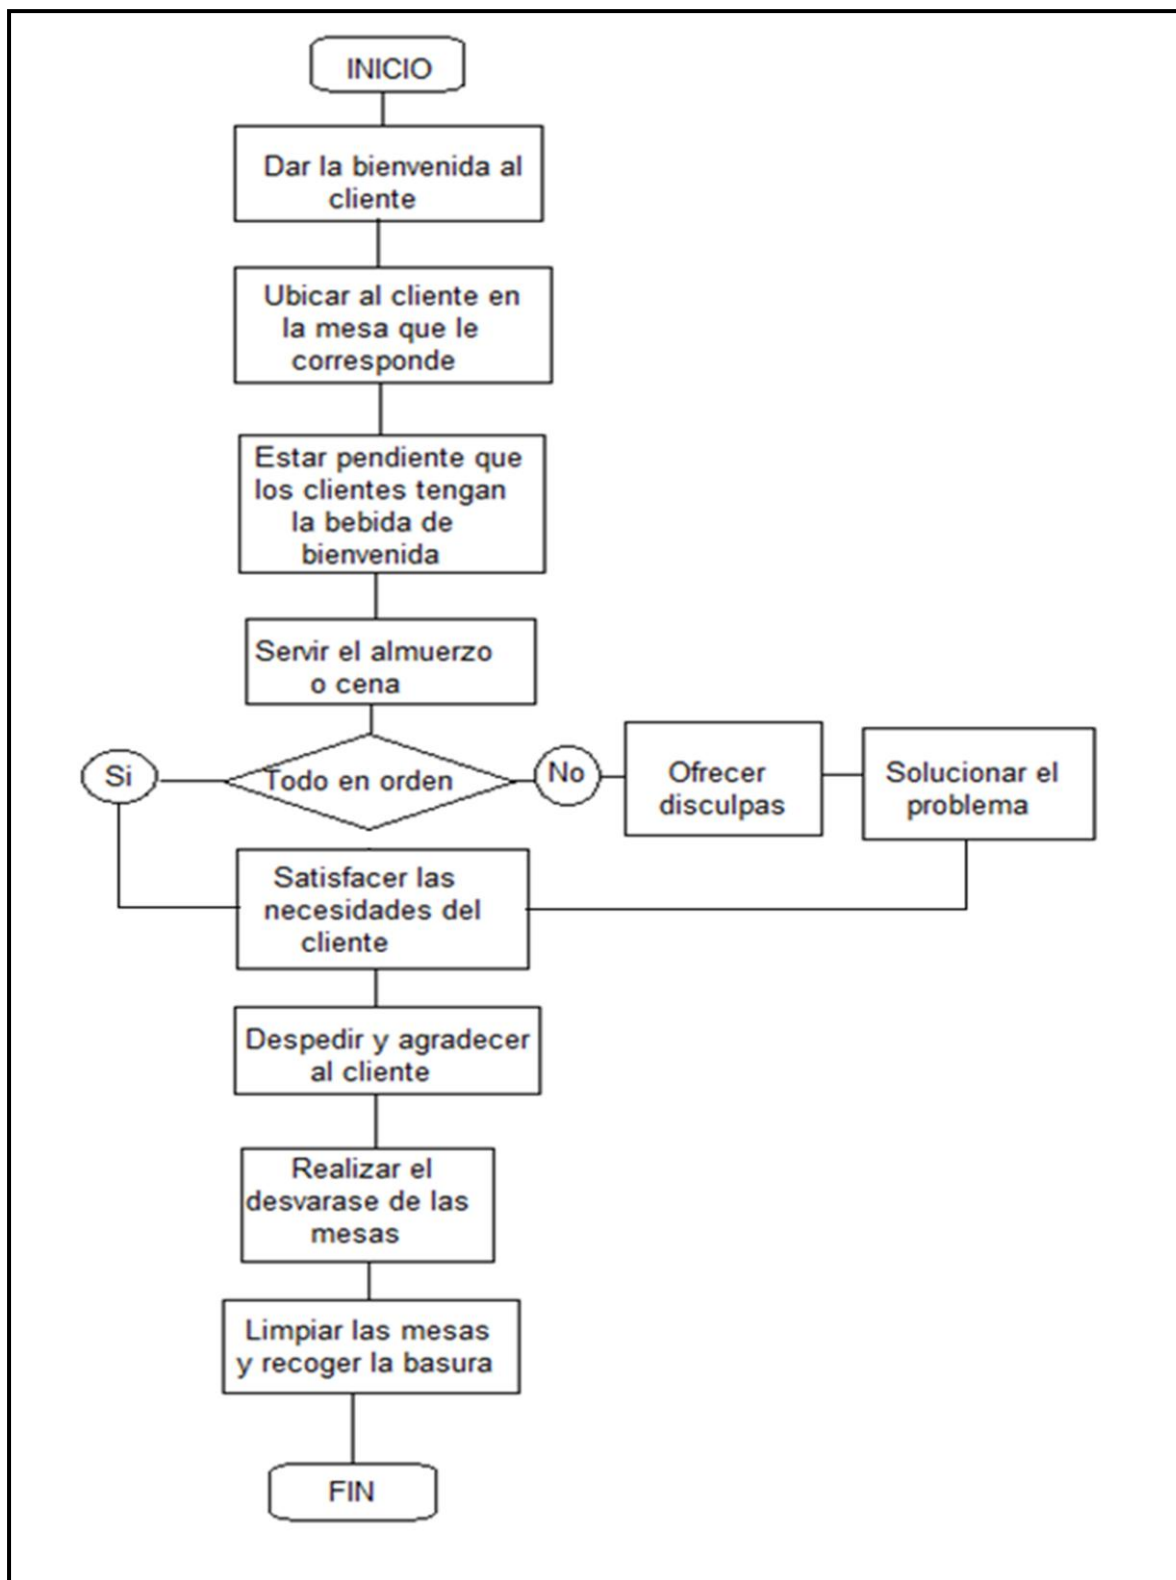 INICIO
Dar la bienvenida al
cliente
Ubicar al cliente en
la mesa que le
corresponde
Estar pendiente que
los clientes tengan
la bebida de
bienvenida
Servir el almuerzo
o cena
Si
Todo en orden
No
Ofrecer
disculpas
Solucionar el
problema
Satisfacer las
necesidades del
cliente
Despedir y agradecer
al cliente
Realizar el
desvarase de las
mesas
Limpiar las mesas
y recoger la basura
FIN